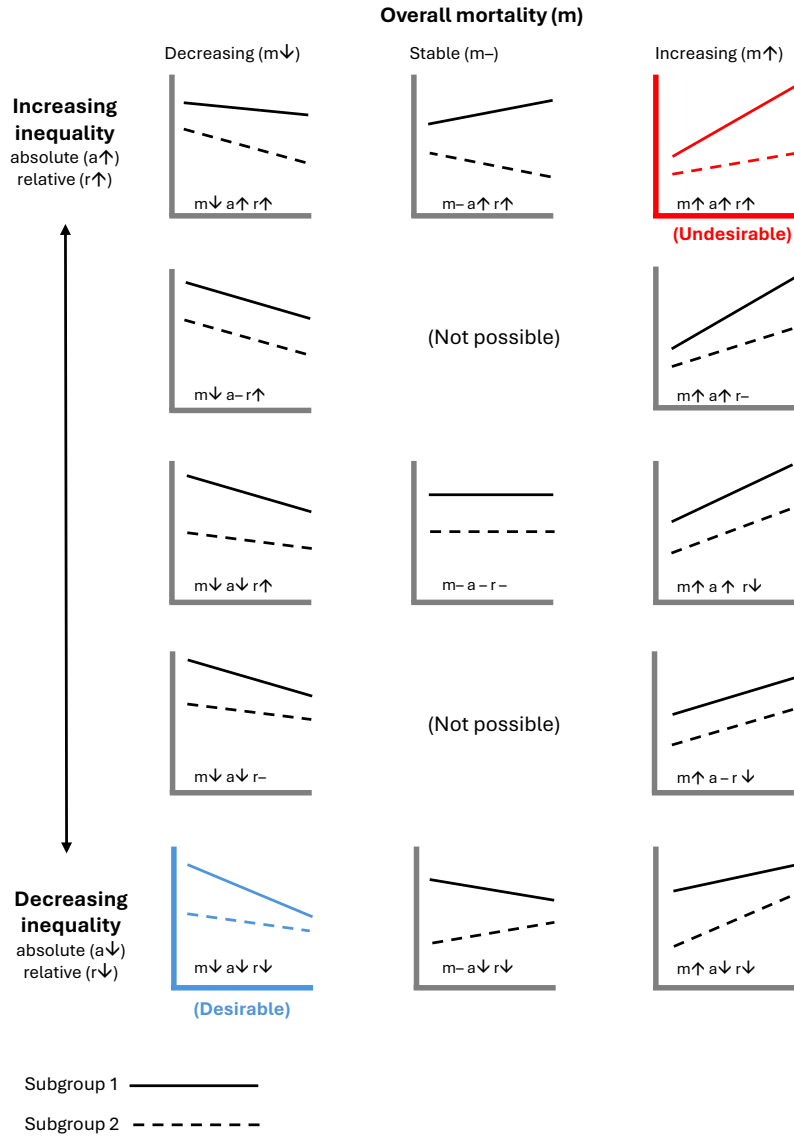 Overall mortality (m)
Decreasing (m↓)
Stable (m–)
Increasing (m↑)
Increasing
inequality
absolute (a↑)
relative (r↑)
m↓ a↑ r↑
m– a↑ r↑
m↑ a↑ r↑
(Undesirable)
m↓ a– r↑
(Not possible)
m↑ a↑ r–
m↓ a↓ r↑
m– a – r –
m↑ a ↑ r↓
m↓ a↓ r–
(Not possible)
m↑ a – r ↓
Decreasing
inequality
absolute (a↓)
relative (r↓)
m↓ a↓ r↓
m– a↓ r↓
m↑ a↓ r↓
(Desirable)
Subgroup 1
Subgroup 2